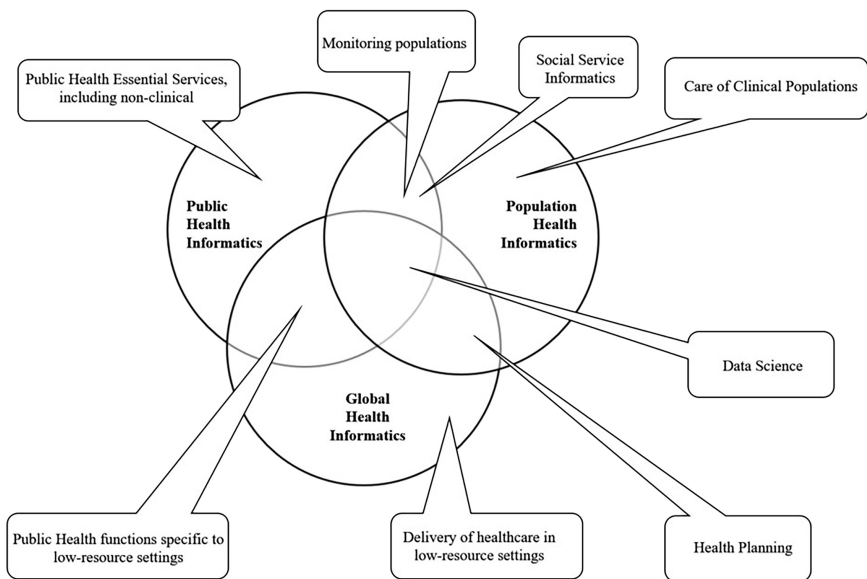 Monitoring populations
Social Service
Informatics
Public Health Essential Services,
including non-clinical
Care of Clinical Populations
Public
Health
Informatics
Population
Health
Informatics
Data Science
Global
Health
Informatics
Public Health functions specific to
low-resource settings
Delivery of healthcare in
low-resource settings
Health Planning